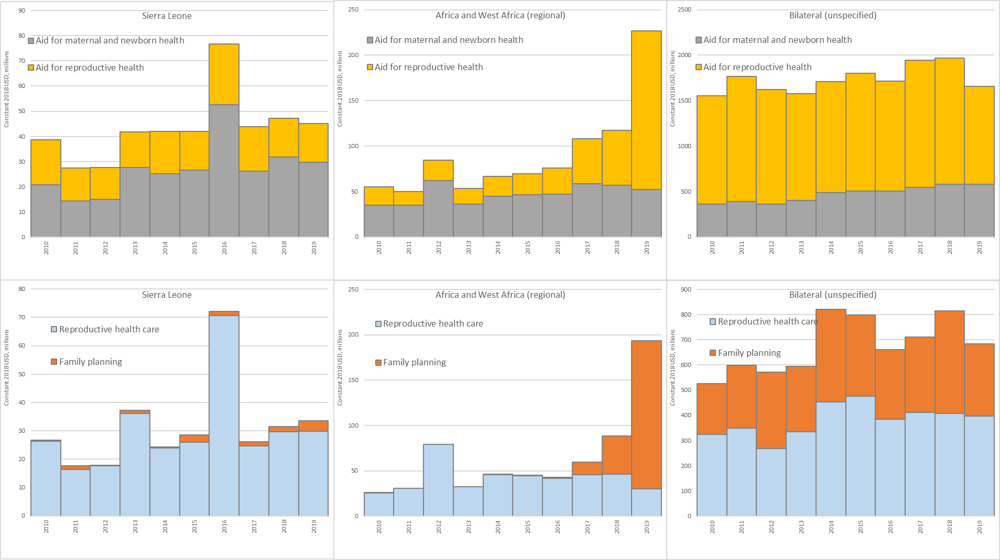 Sierra Leone
Aid for maternal and newborn health
Aid for reproductive health
Constant 2018 USD, millions
90
80
70
60
50
40
30
20
10
0
2010 2011 2012 2013 2014 2015 2016 2017 2018 2019
Africa and West Africa (regional)
Aid for maternal and newborn health
Aid for reproductive health
Constant 2018 USD, millions
250
200
150
100
50
0
2010 2011 2012 2013 2014 2015 2016 2017 2018 2019
Bilateral (unspecified)
Aid for maternal and newborn health
Aid for reproductive health
Constant 2018 USD, millions
2500
2000
1500
1000
500
0
2010 2011 2012 2013 2014 2015 2016 2017 2018 2019
Sierra Leone
Reproductive health care
Family planning
Constant 2018 USD, millions
80
70
60
50
40
30
20
10
0
2010 2011 2012 2013 2014 2015 2016 2017 2018 2019
Africa and West Africa (regional)
Reproductive health care
Family planning
Constant 2018 USD, millions
250
200
150
100
50
0
2010 2011 2012 2013 2014 2015 2016 2017 2018 2019
Bilateral (unspecified)
Reproductive health care
Family planning
Constant 2018 USD, millions
900
800
700
600
500
400
300
200
100
0
2010 2011 2012 2013 2014 2015 2016 2017 2018 2019